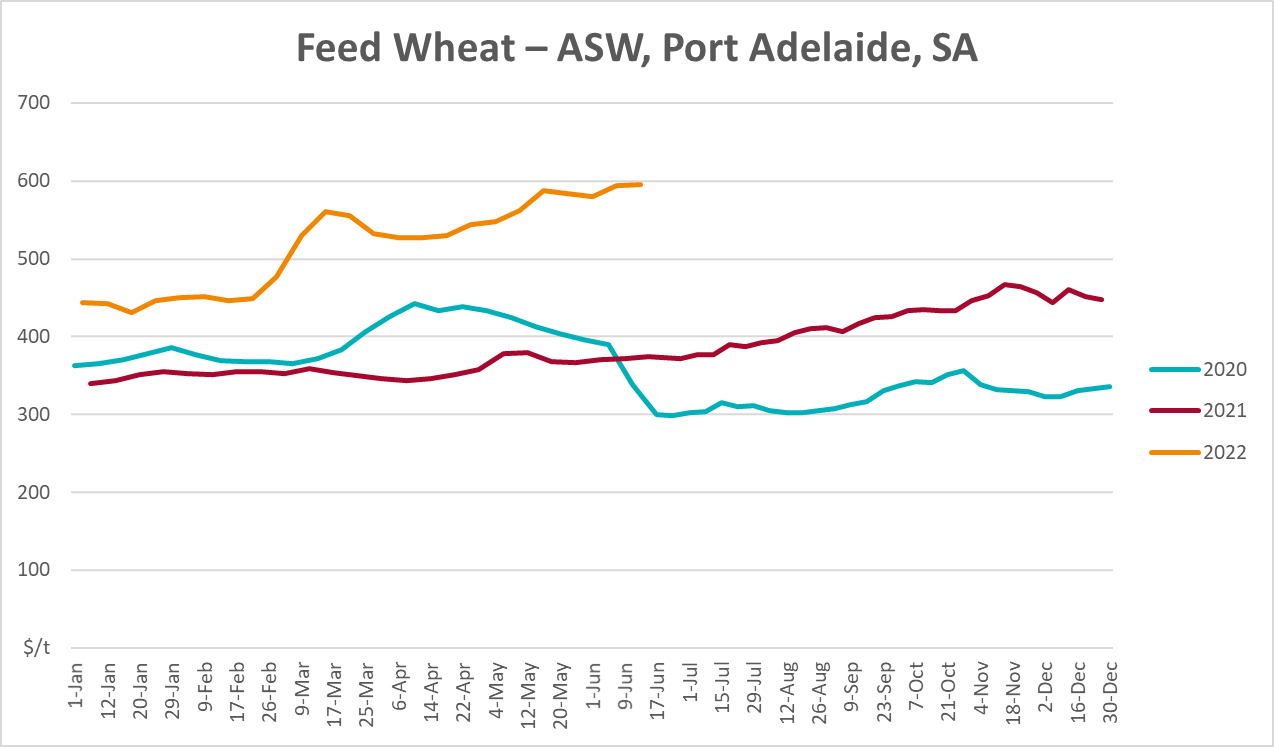 Feed Wheat – ASW, Port Adelaide, SA
700
600
500
400
300
200
100
$/t
1-Jan
12-Jan
20-Jan
29-Jan
9-Feb
17-Feb
26-Feb
9-Mar
17-Mar
25-Mar
6-Apr
14-Apr
22-Apr
4-May
12-May
20-May
1-Jun
9-Jun
17-Jun
1-Jul
15-Jul
29-Jul
12-Aug
26-Aug
9-Sep
23-Sep
7-Oct
21-Oct
4-Nov
18-Nov
2-Dec
16-Dec
30-Dec
2020
2021
2022